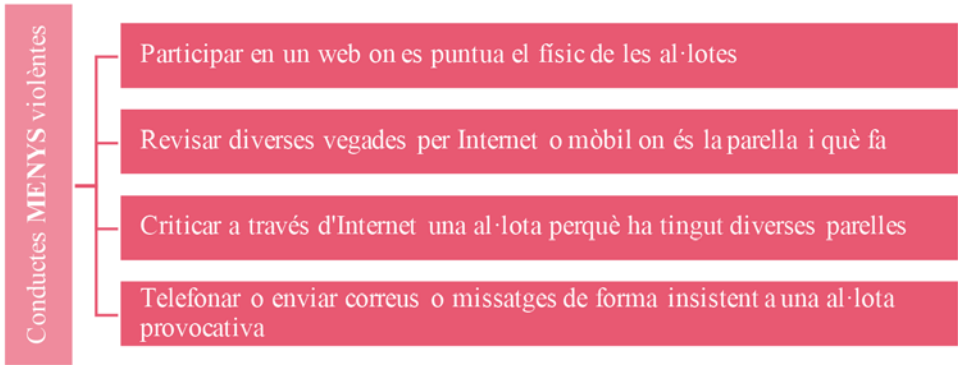 Conductes MENYS violèntes
Participar en un web on es puntua el físic de les al·lotes
Revisar diverses vegades per Internet o mòbil on és la parella i què fa
Criticar a través d'Internet una al·lota perquè ha tingut diverses parelles
Telefonar o enviar correus o missatges de forma insistent a una al·lota
provocativa